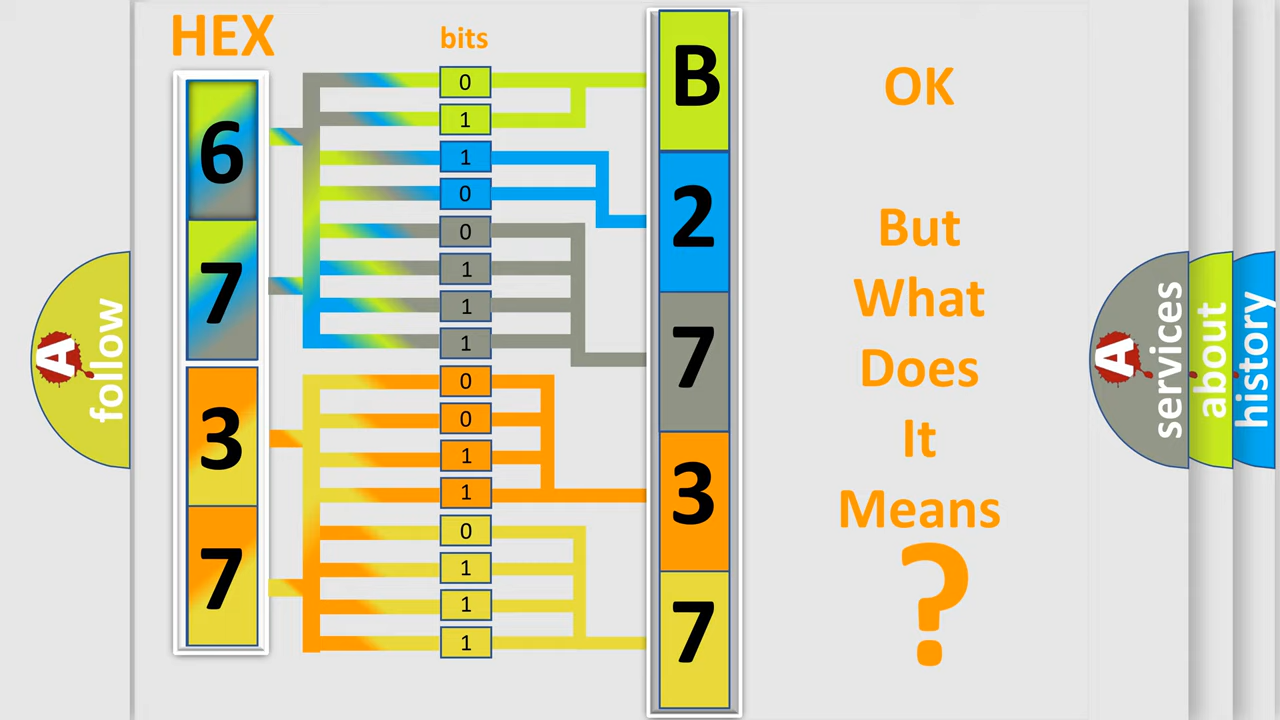 HEX
bits
6
7
3
7
0
1
1
0
0
1
1
1
0
0
1
1
0
1
1
1
B
2
7
3
7
OK
But
What
Does
It
Means
?
A
follow
A
services
about
history